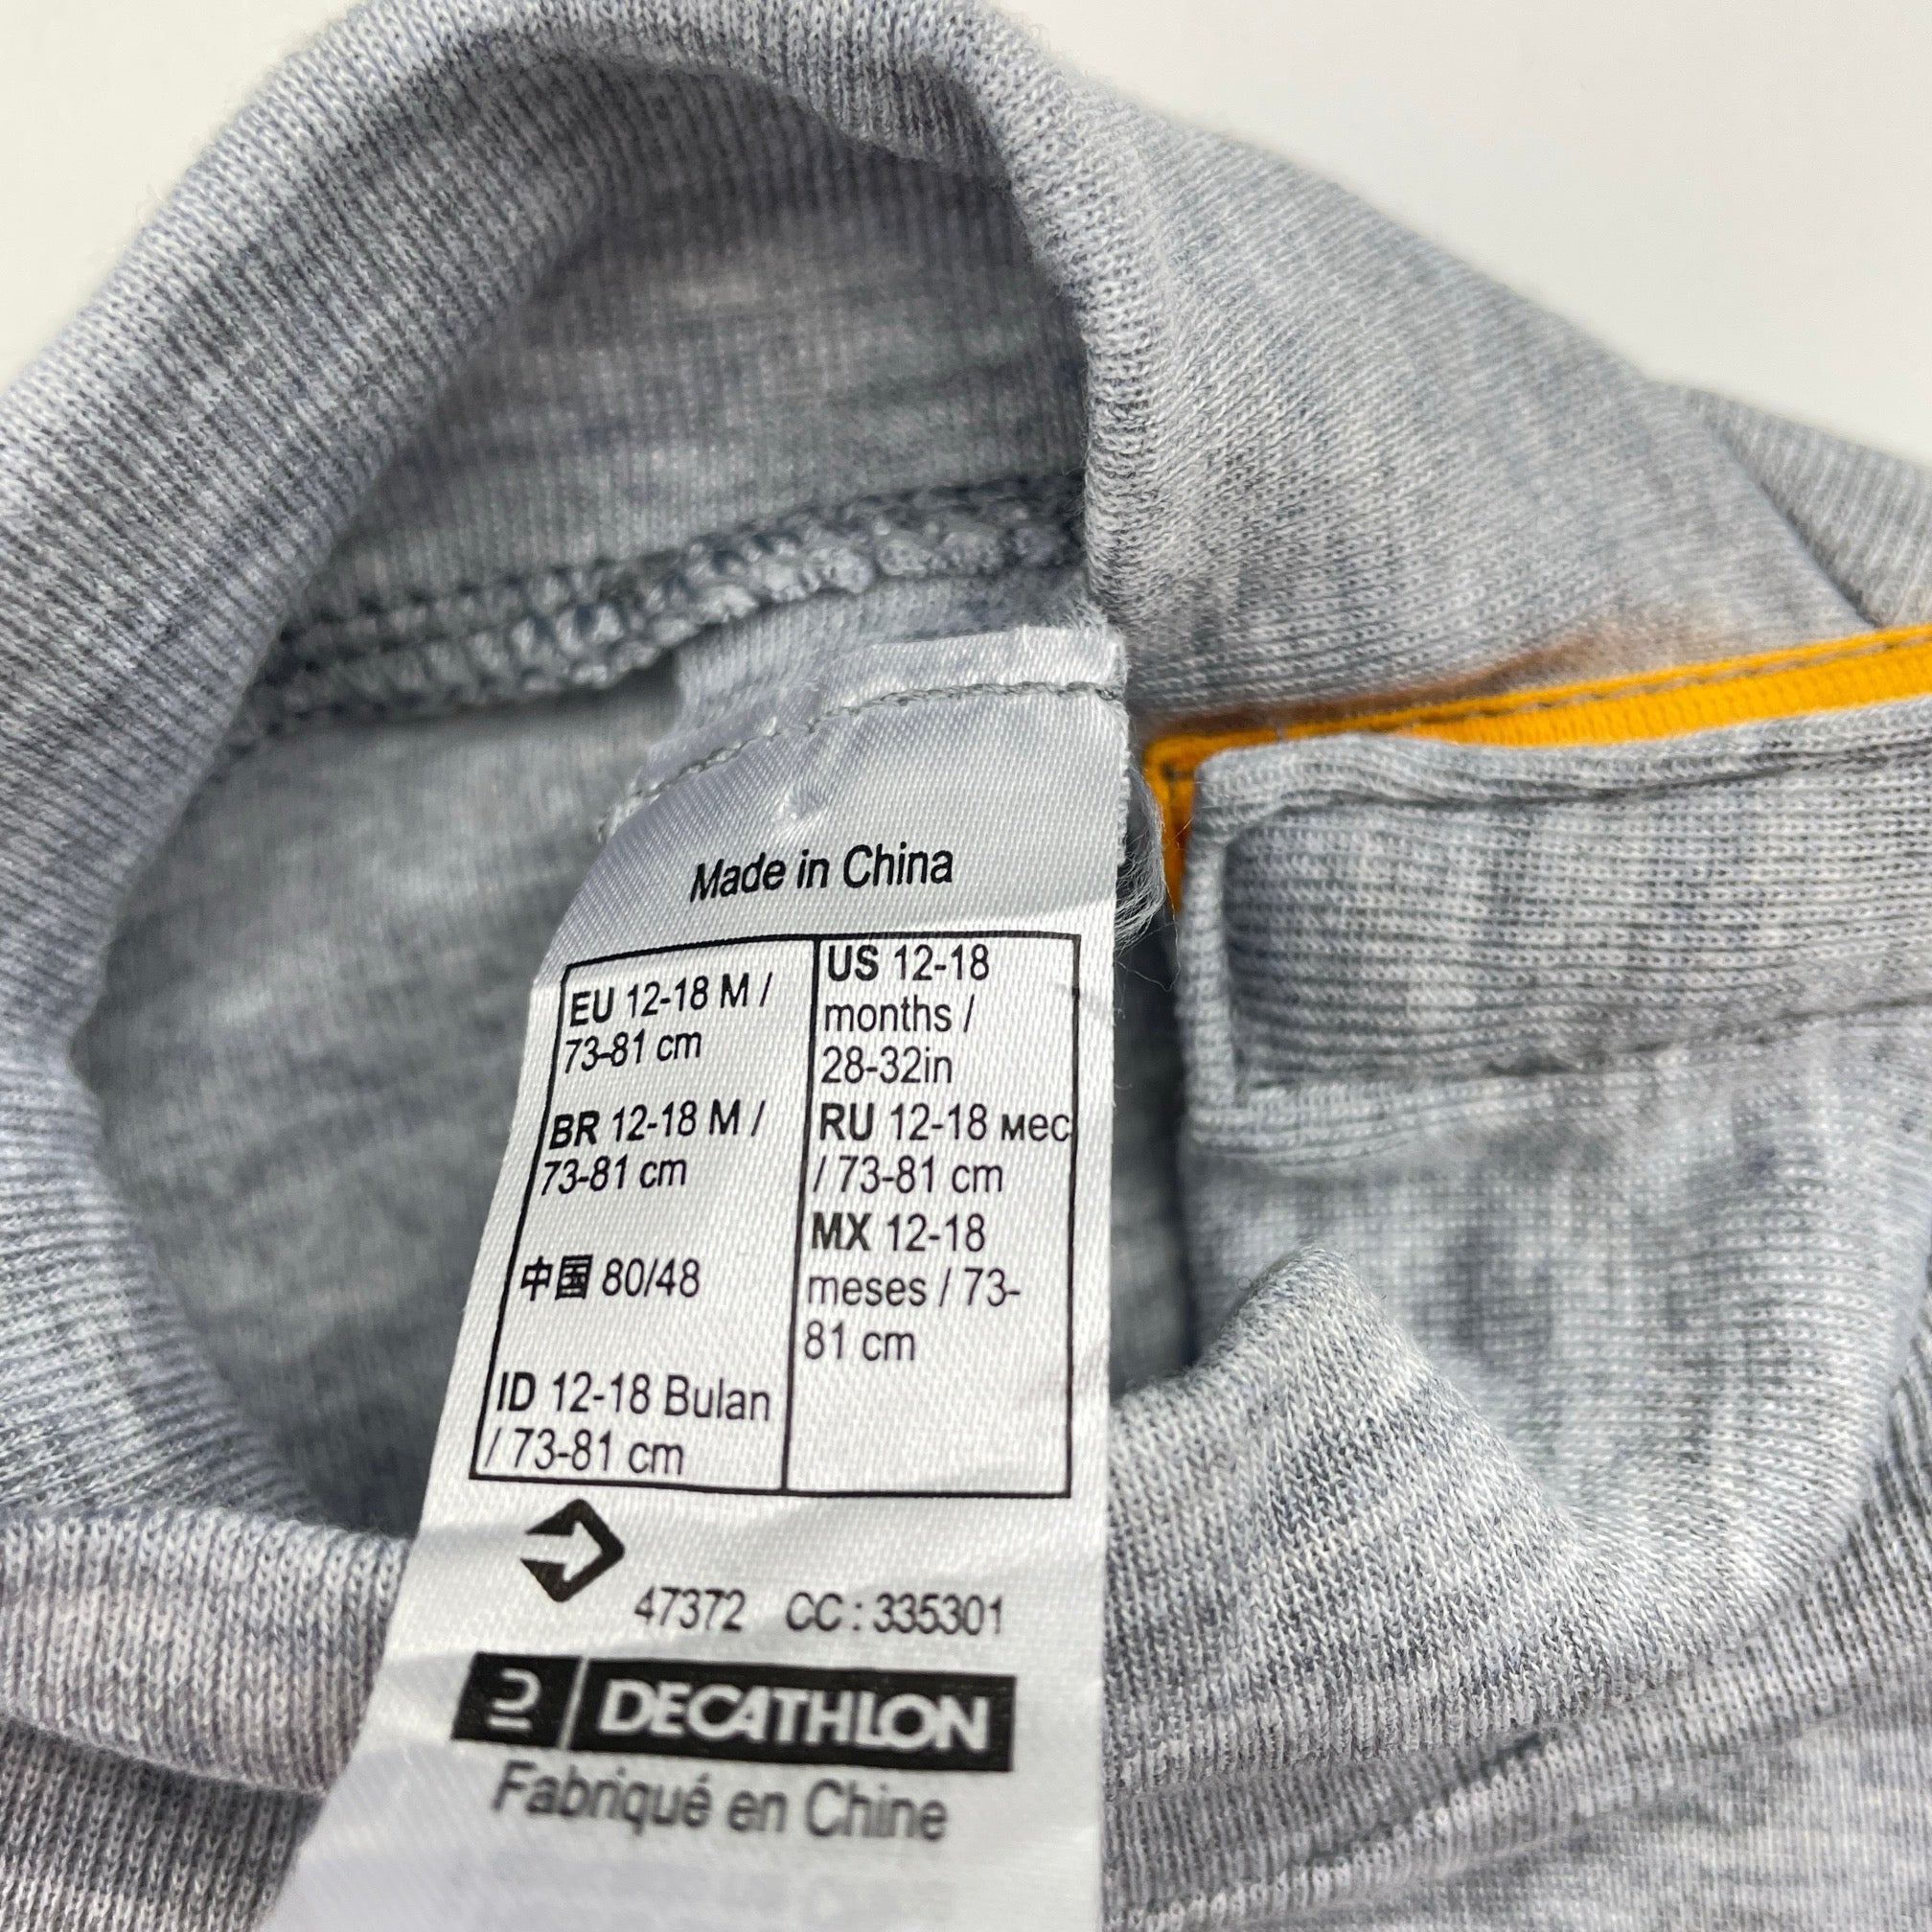 Made in China
EU 12-18 M /
73-81 cm
BR 12-18 M /
73-81 cm
中国 80/48
ID 12-18 Bulan
/ 73-81 cm
US 12-18
months /
28-32in
RU 12-18 мес
/ 73-81 cm
MX 12-18
meses / 73-
81 cm
47372 CC : 335301
DECATHLON
Fabriqué en Chine